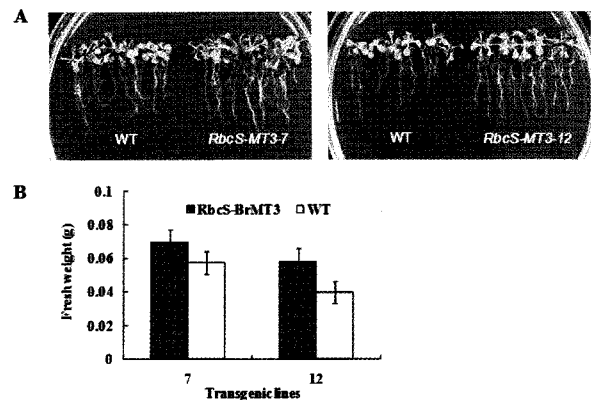 A
WT
RbcS-MT3-7
WT
RbcS-MT3-12
B
0.1
0.08
0.06
0.04
0.02
0
Fresh weight (g)
RbcS-BrMT3
WT
7
12
Transgenic lines